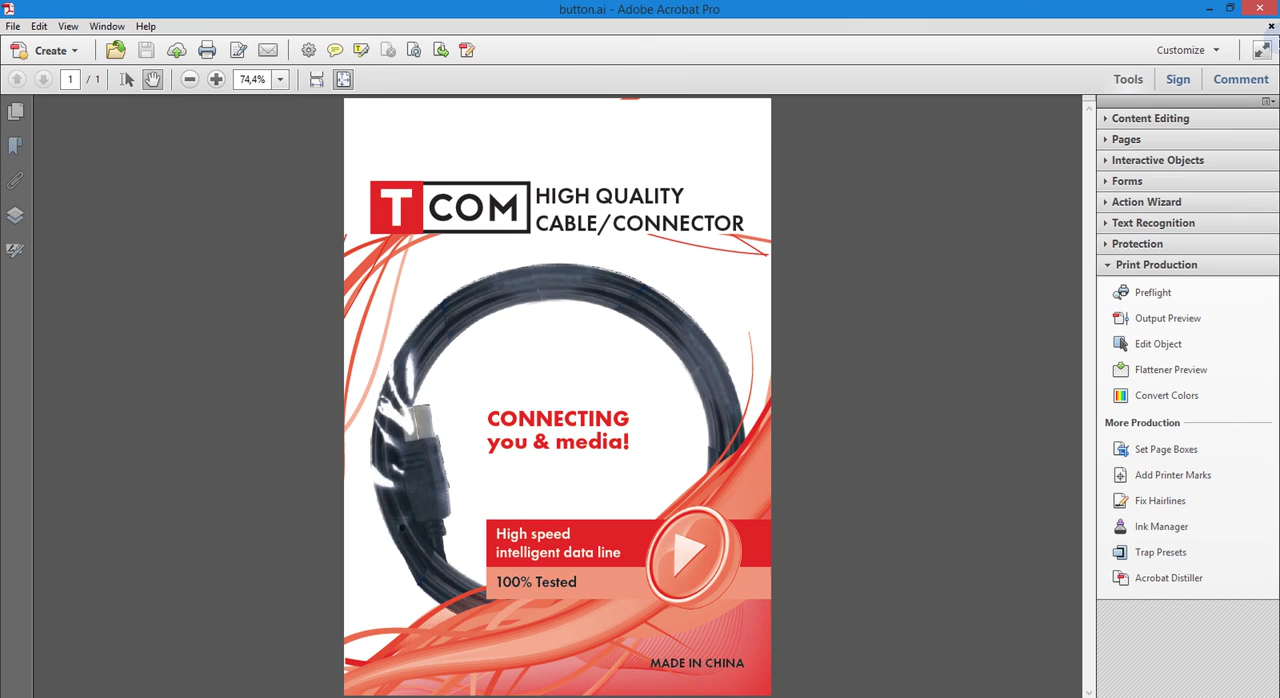 button.ai - Adobe Acrobat Pro
File Edit View Window Help
Create
Customize
1 / 1
74,4%
Tools Sign Comment
T COM
HIGH QUALITY
CABLE/CONNECTOR
CONNECTING
you & media!
High speed
intelligent data line
100% Tested
MADE IN CHINA
Content Editing
Pages
Interactive Objects
Forms
Action Wizard
Text Recognition
Protection
Print Production
Preflight
Output Preview
Edit Object
Flattener Preview
Convert Colors
More Production
Set Page Boxes
Add Printer Marks
Fix Hairlines
Ink Manager
Trap Presets
Acrobat Distiller